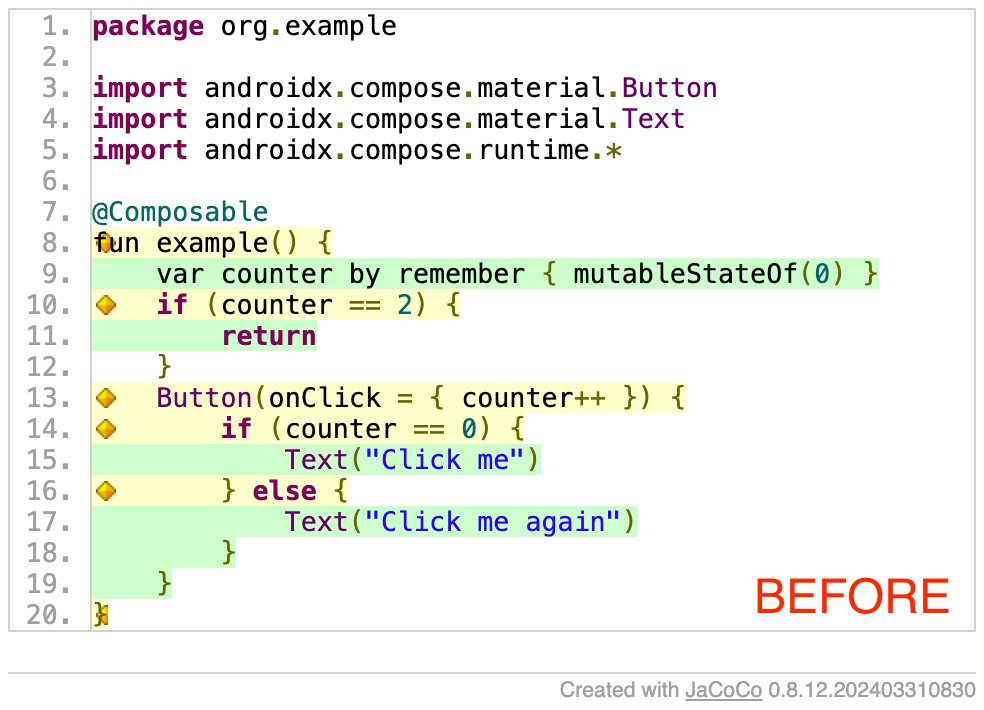 1. package org.example
2.
3. import androidx.compose.material.Button
4. import androidx.compose.material.Text
5. import androidx.compose.runtime.*
6.
7. @Composable
8. fun example() {
9.     var counter by remember { mutableStateOf(0) }
10.     if (counter == 2) {
11.         return
12.     }
13.     Button(onClick = { counter++ }) {
14.         if (counter == 0) {
15.             Text("Click me")
16.         } else {
17.             Text("Click me again")
18.         }
19.     }
20. }
BEFORE
Created with JaCoCo 0.8.12.202403310830